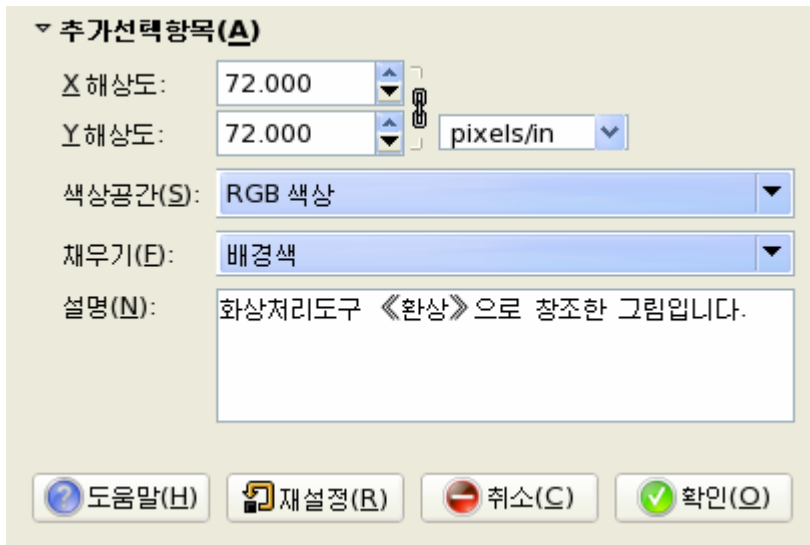 추가선택항목(A)
X 해상도: 72.000
Y 해상도: 72.000 pixels/in
색상공간(S): RGB 색상
채우기(F): 배경색
설명(N): 화상처리도구 《환상》으로 창조한 그림입니다.
도움말(H) 재설정(R) 취소(C) 확인(O)